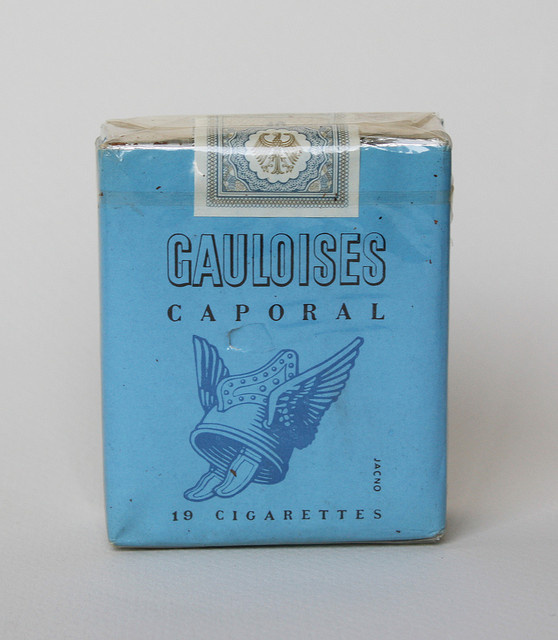 GAULOISES
CAPORAL
JACNO
19 CIGARETTES